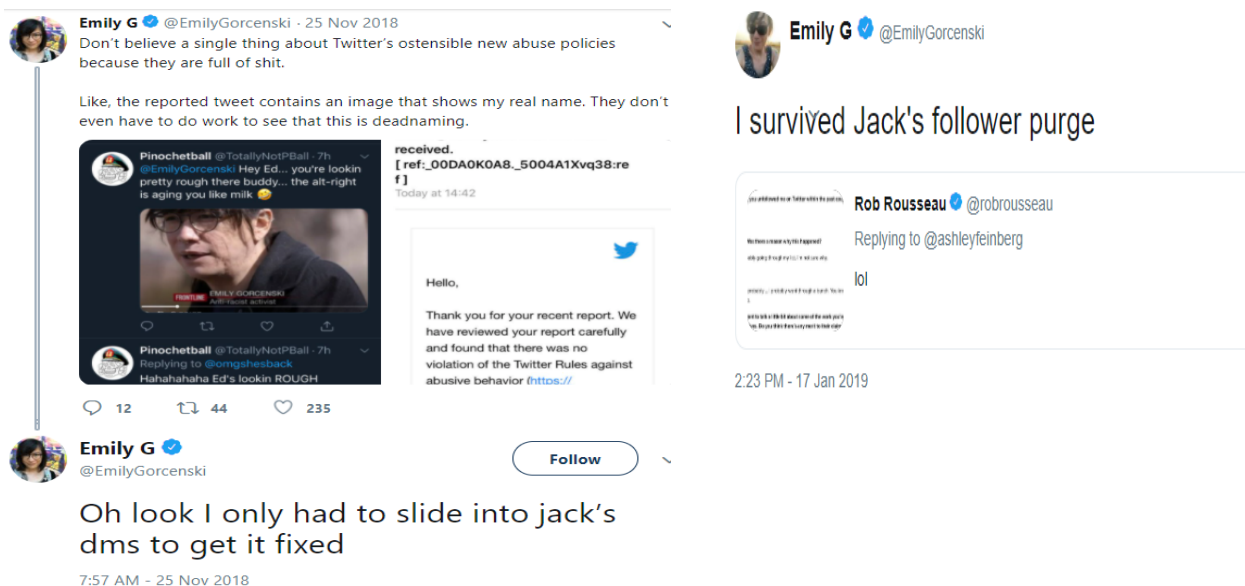 Emily G @EmilyGorcenski · 25 Nov 2018
Don't believe a single thing about Twitter's ostensible new abuse policies
because they are full of shit.
Like, the reported tweet contains an image that shows my real name. They don't
even have to do work to see that this is deadnaming.
Pinochetball @TotallyNotPBall · 7h
@EmilyGorcenski Hey Ed... you're lookin
pretty rough there buddy... the alt-right
is aging you like milk 🤣
FRONTLINE
EMILY GORCENSKI
Anti-racist activist
Pinochetball @TotallyNotPBall · 7h
Replying to @omgshesback
Hahahahaha Ed's lookin ROUGH
received.
[ ref:_00DA0K0A8._5004A1Xvq38:re
f ]
Today at 14:42
Hello,
Thank you for your recent report. We
have reviewed your report carefully
and found that there was no
violation of the Twitter Rules against
abusive behavior (https://
12 44 235
Emily G
@EmilyGorcenski
Follow
Oh look I only had to slide into jack's
dms to get it fixed
7:57 AM - 25 Nov 2018
Emily G @EmilyGorcenski
I survived Jack's follower purge
Rob Rousseau @robrousseau
Replying to @ashleyfeinberg
lol
2:23 PM - 17 Jan 2019